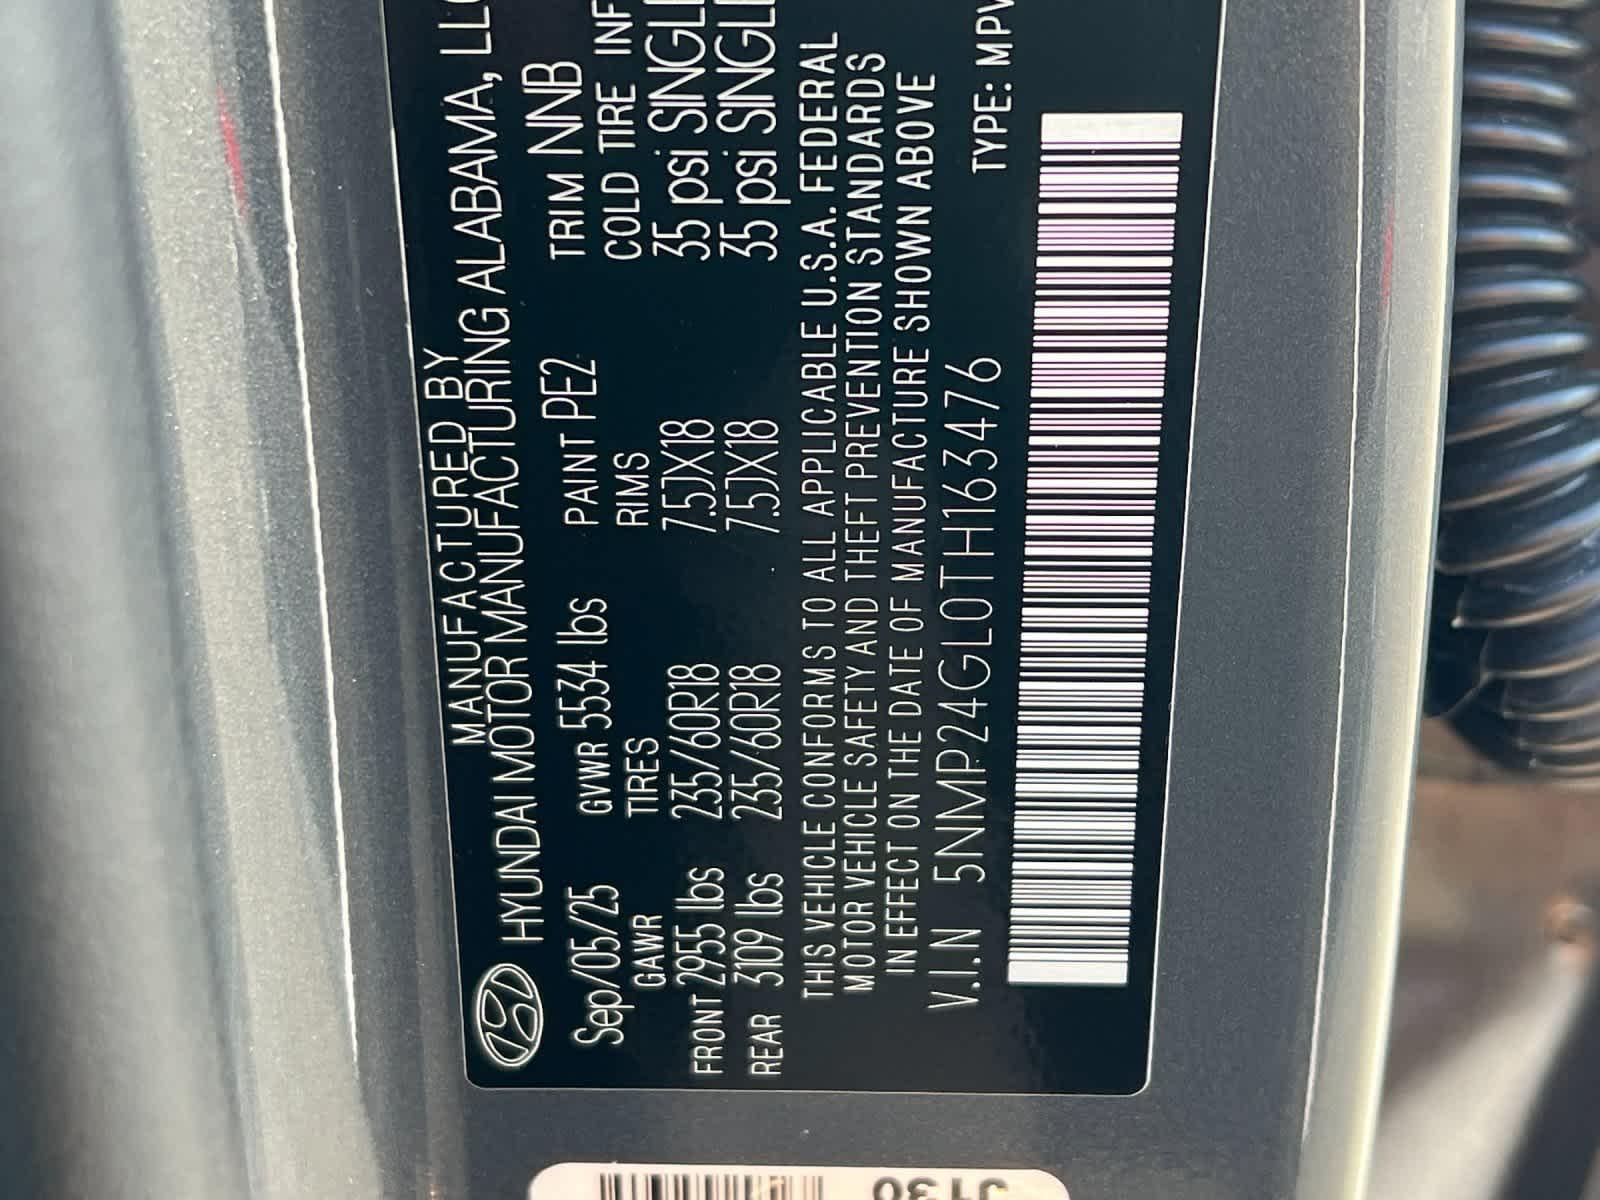 MANUFACTURED BY
HYUNDAI MOTOR MANUFACTURING ALABAMA, LLC
Sep/05/25 GVWR 5534 lbs PAINT PE2 TRIM NNB
GAWR TIRES RIMS COLD TIRE INF
FRONT 2955 lbs 235/60R18 7.5JX18 35 psi SINGLE
REAR 3109 lbs 235/60R18 7.5JX18 35 psi SINGLE
THIS VEHICLE CONFORMS TO ALL APPLICABLE U.S.A. FEDERAL
MOTOR VEHICLE SAFETY AND THEFT PREVENTION STANDARDS
IN EFFECT ON THE DATE OF MANUFACTURE SHOWN ABOVE
V.I.N 5NMP24GL0TH163476 TYPE: MPV